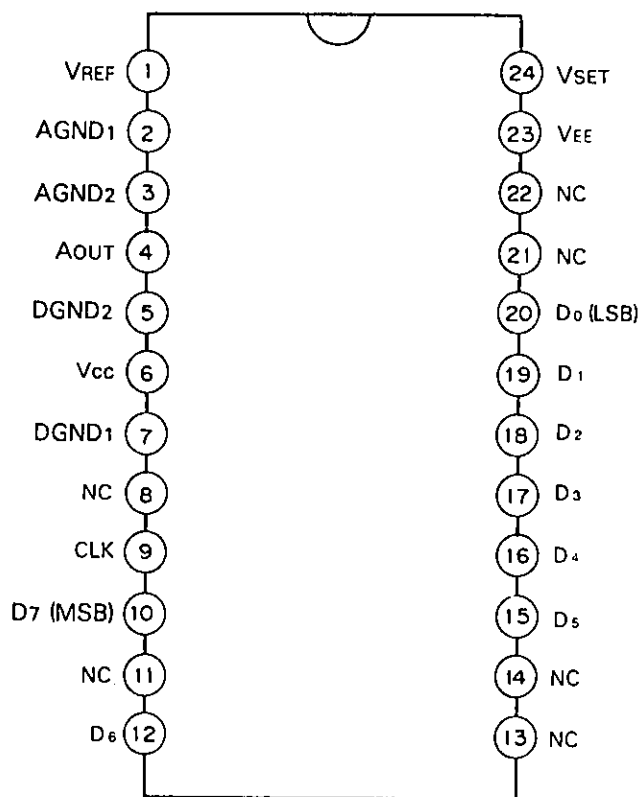 VREF 1 24 VSET
AGND1 2 23 VEE
AGND2 3 22 NC
AOUT 4 21 NC
DGND2 5 20 D0 (LSB)
Vcc 6 19 D1
DGND1 7 18 D2
NC 8 17 D3
CLK 9 16 D4
D7 (MSB) 10 15 D5
NC 11 14 NC
D6 12 13 NC